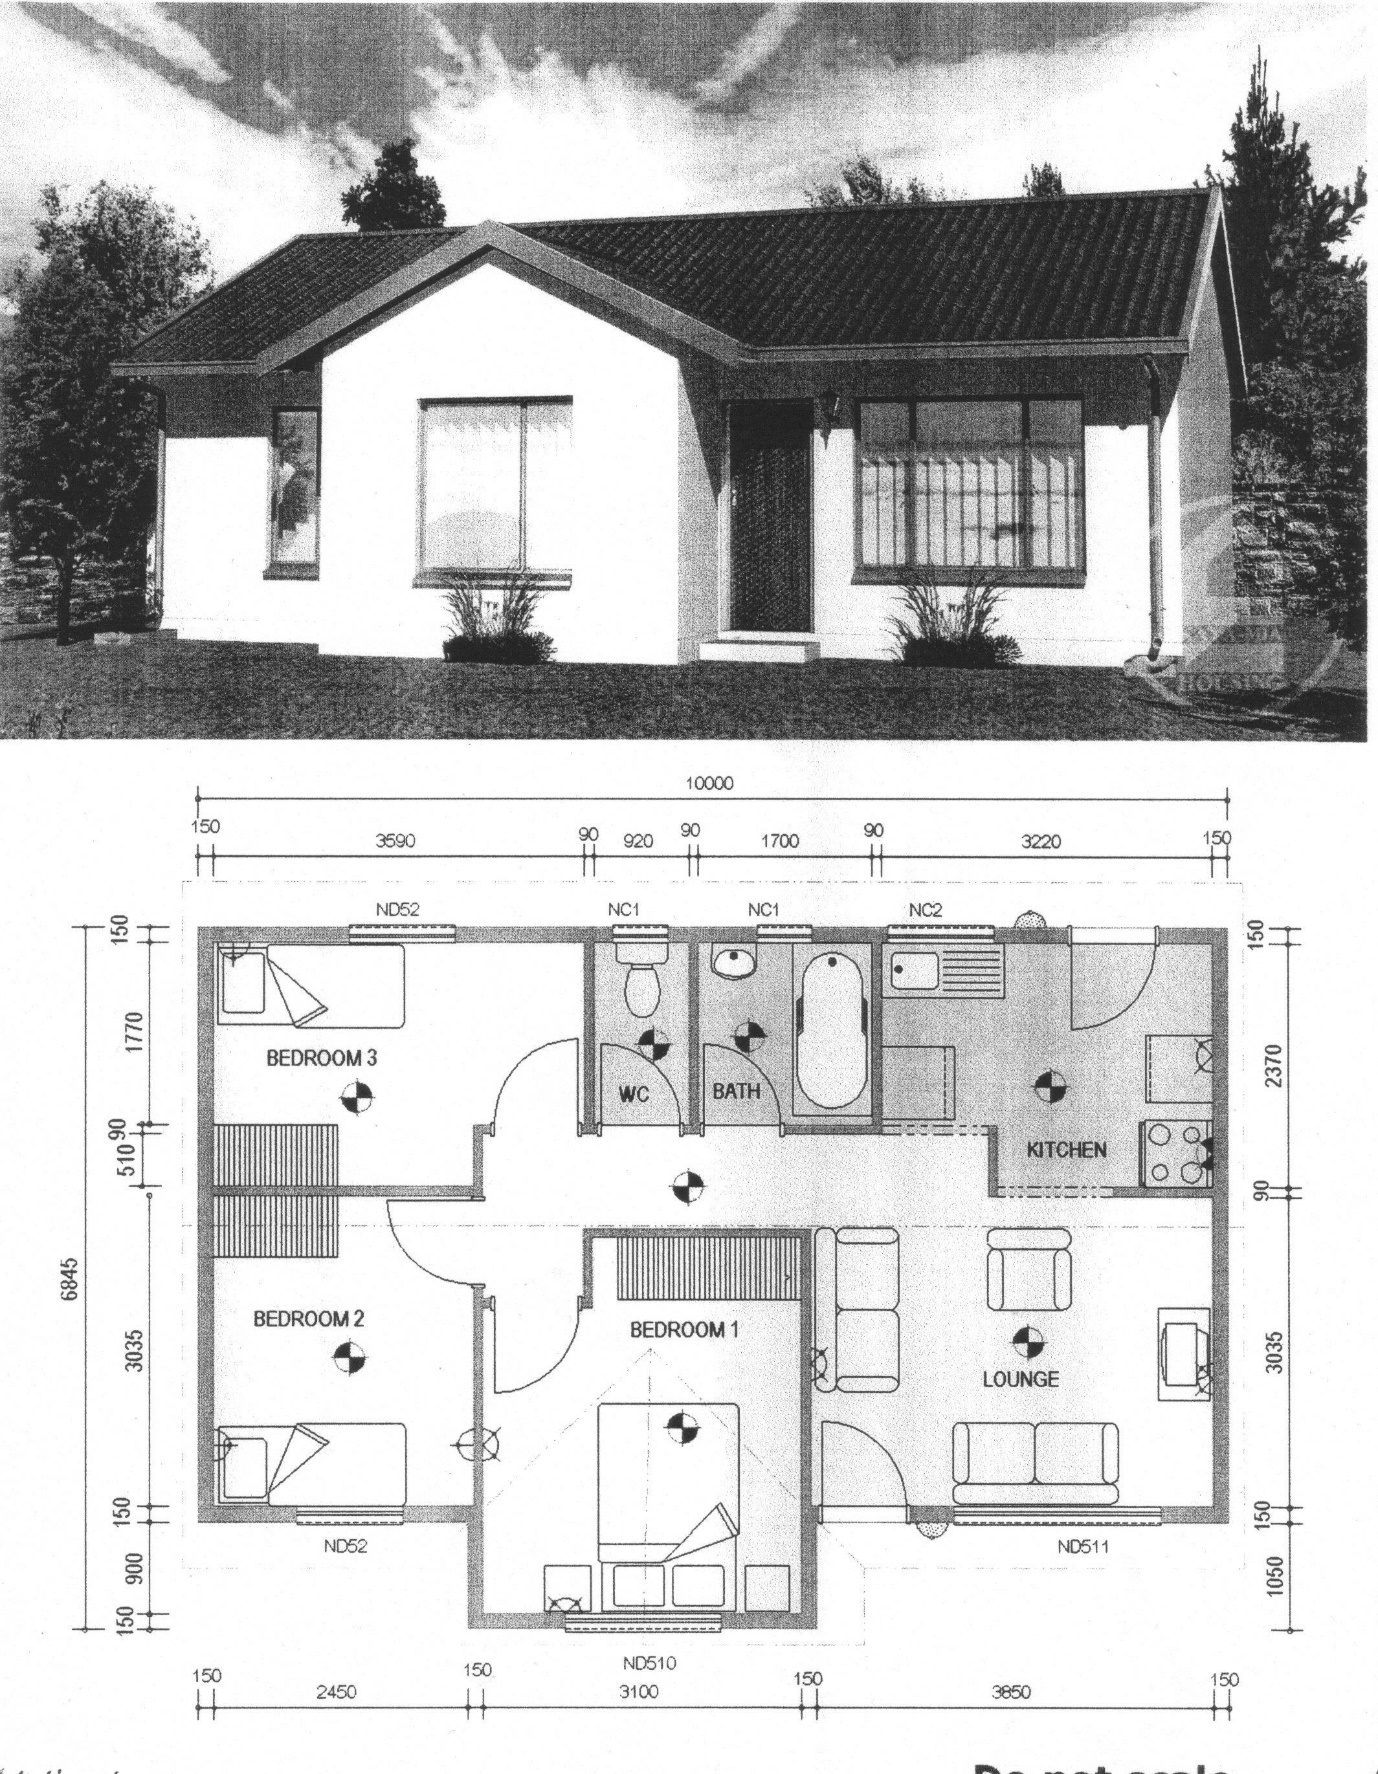 HOUSING
10000
150 3590 90 920 90 1700 90 3220 150
ND52 NC1 NC1 NC2
150
1770
90
510
3035
150
900
150
6845
150
2370
90
3035
150
1050
BEDROOM 3
WC
BATH
KITCHEN
BEDROOM 2
BEDROOM 1
LOUNGE
ND52
ND511
ND510
150 2450 150 3100 150 3850 150
Do not scale